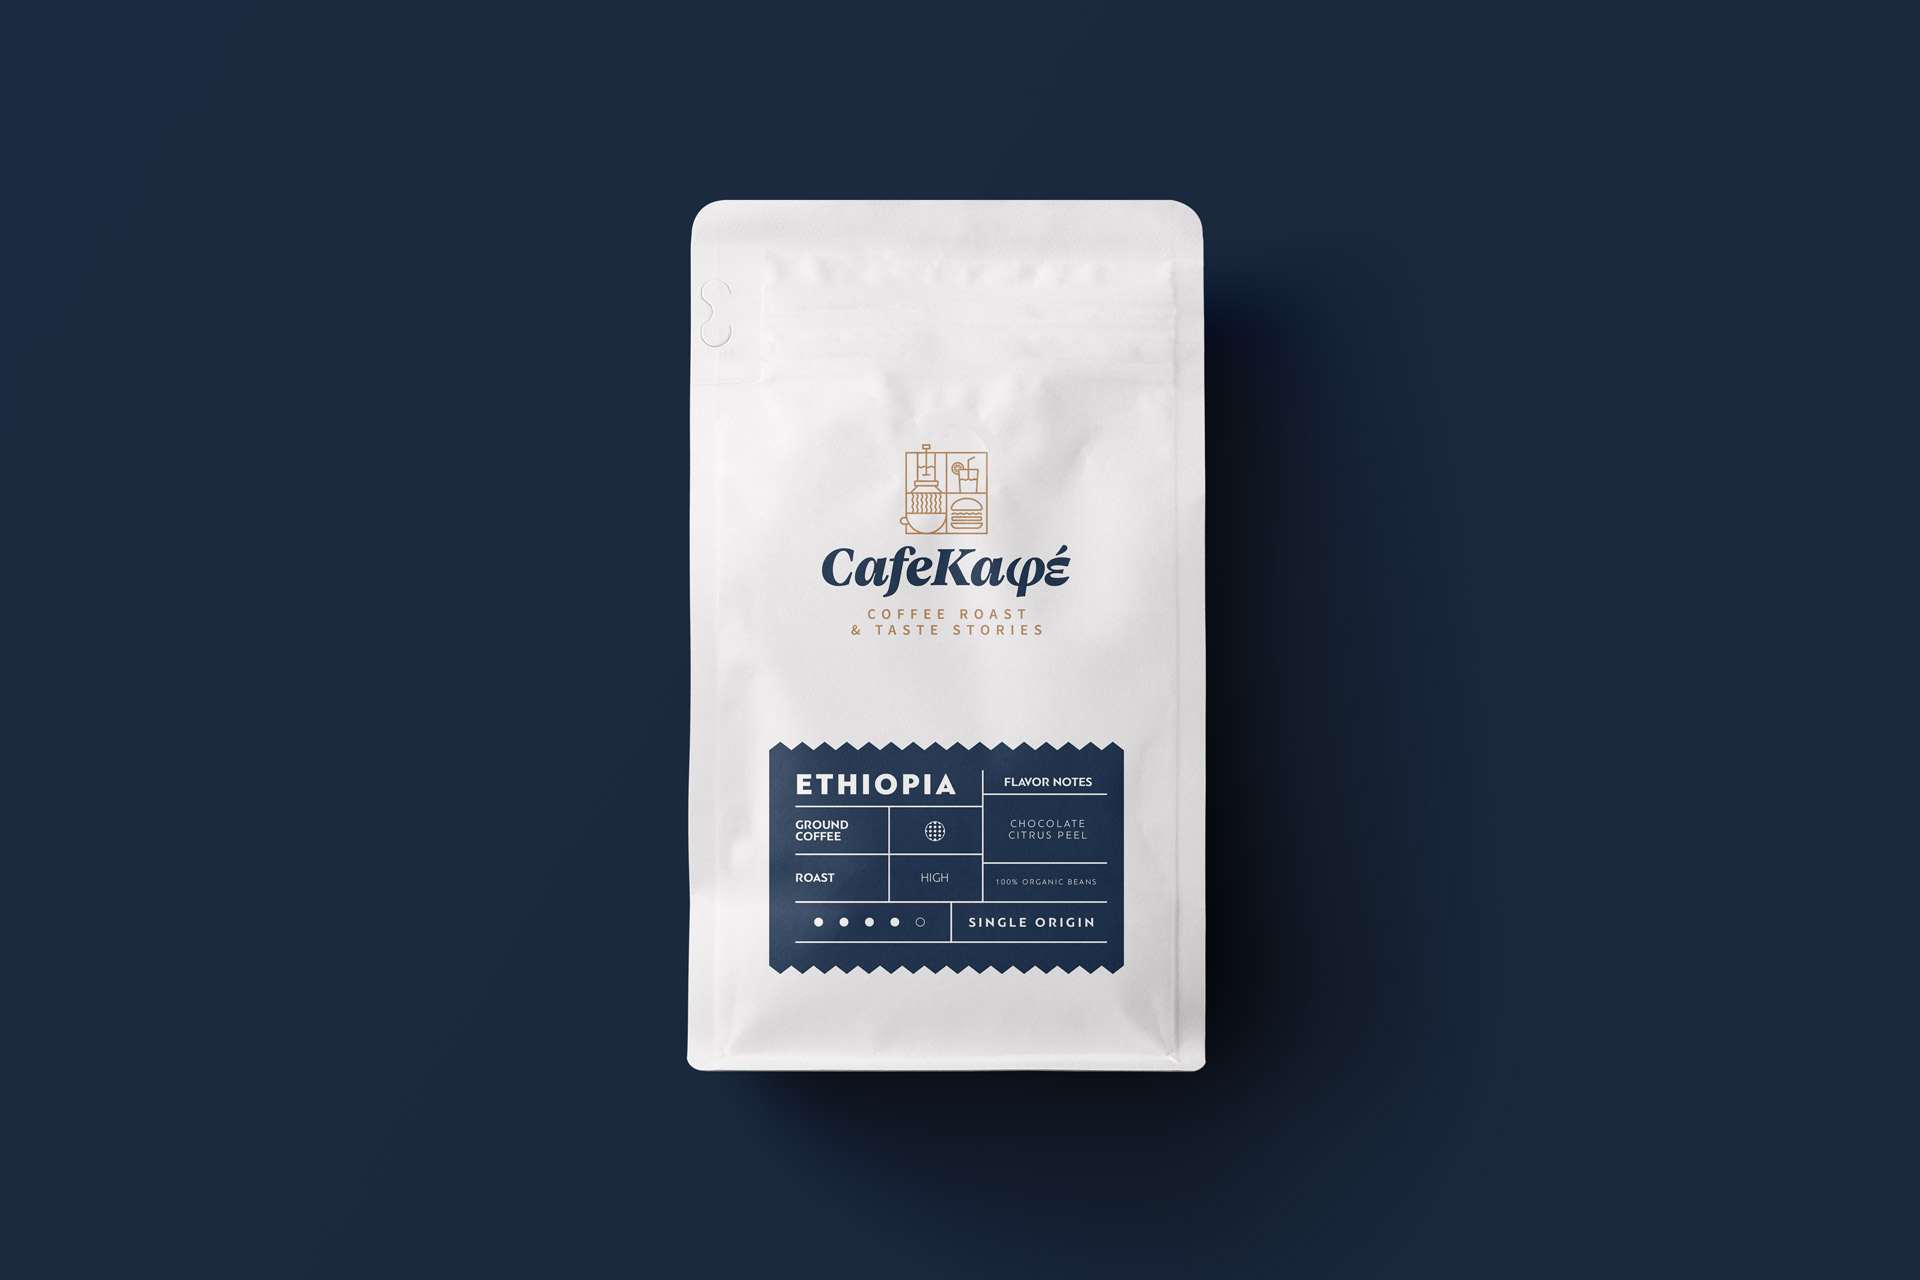 CafeKαφέ
COFFEE ROAST
& TASTE STORIES
ETHIOPIA
GROUND
COFFEE
ROAST
HIGH
FLAVOR NOTES
CHOCOLATE
CITRUS PEEL
100% ORGANIC BEANS
SINGLE ORIGIN